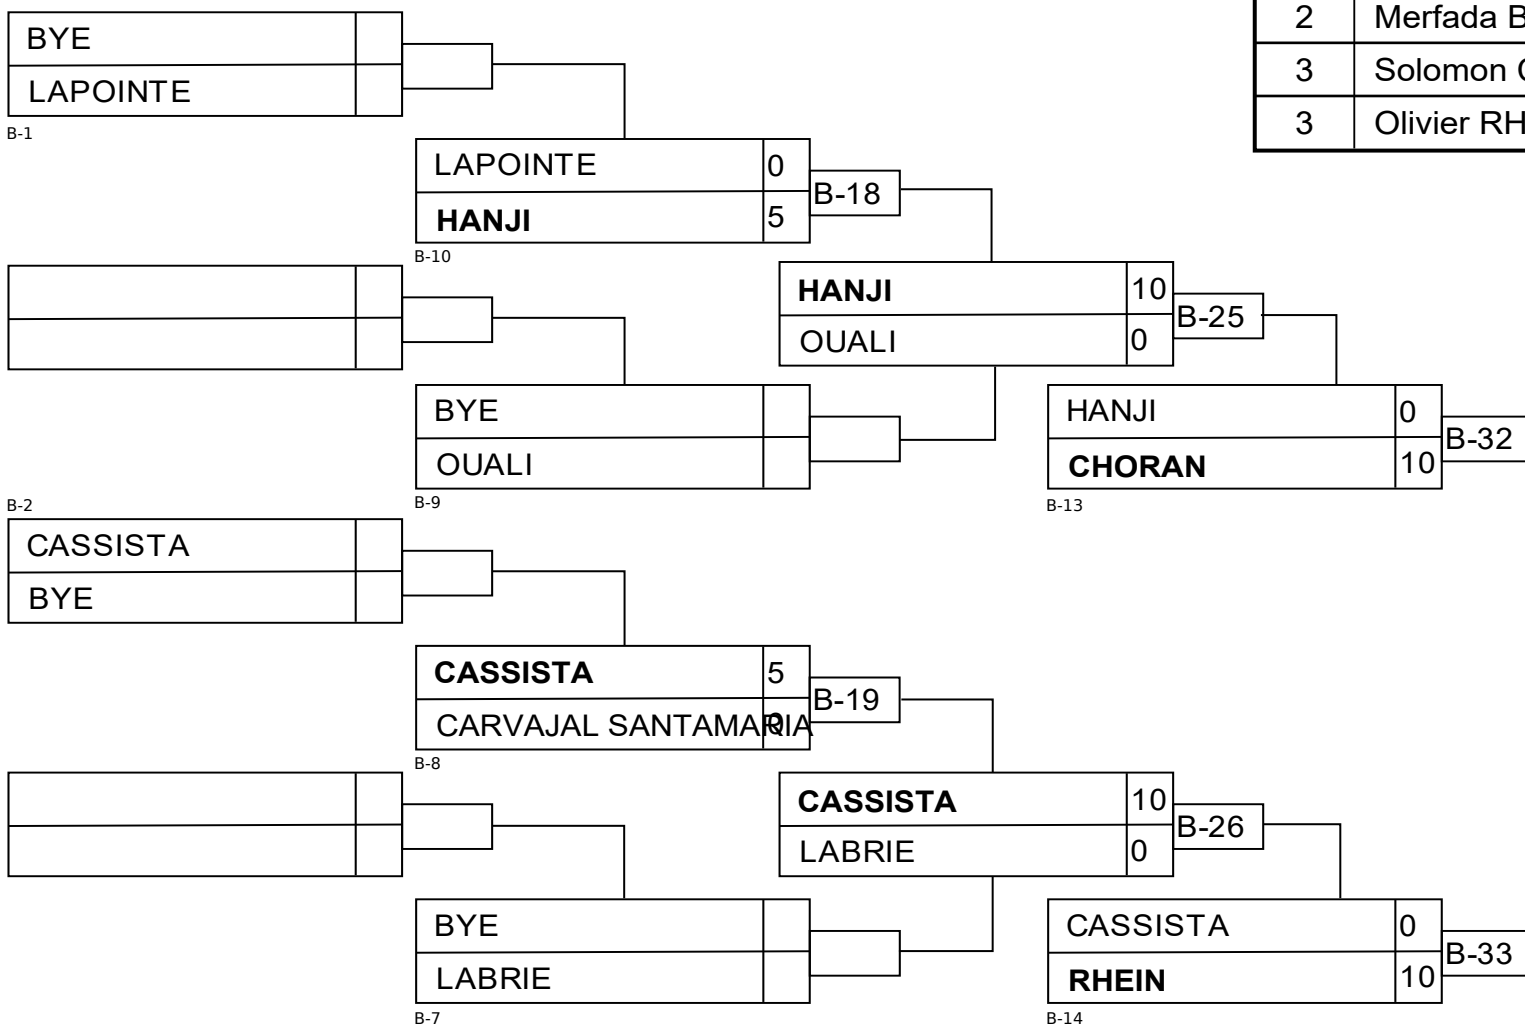 BYE
LAPOINTE
B-1
2 Merfada B
3 Solomon
3 Olivier RH
LAPOINTE 0
HANJI 5
B-18
B-10
HANJI 10
OUALI 0
B-25
BYE
OUALI
B-9
HANJI 0
CHORAN 10
B-32
B-13
B-2
CASSISTA
BYE
CASSISTA 5
CARVAJAL SANTAMARIA 0
B-19
B-8
CASSISTA 10
LABRIE 0
B-26
BYE
LABRIE
B-7
CASSISTA 0
RHEIN 10
B-33
B-14